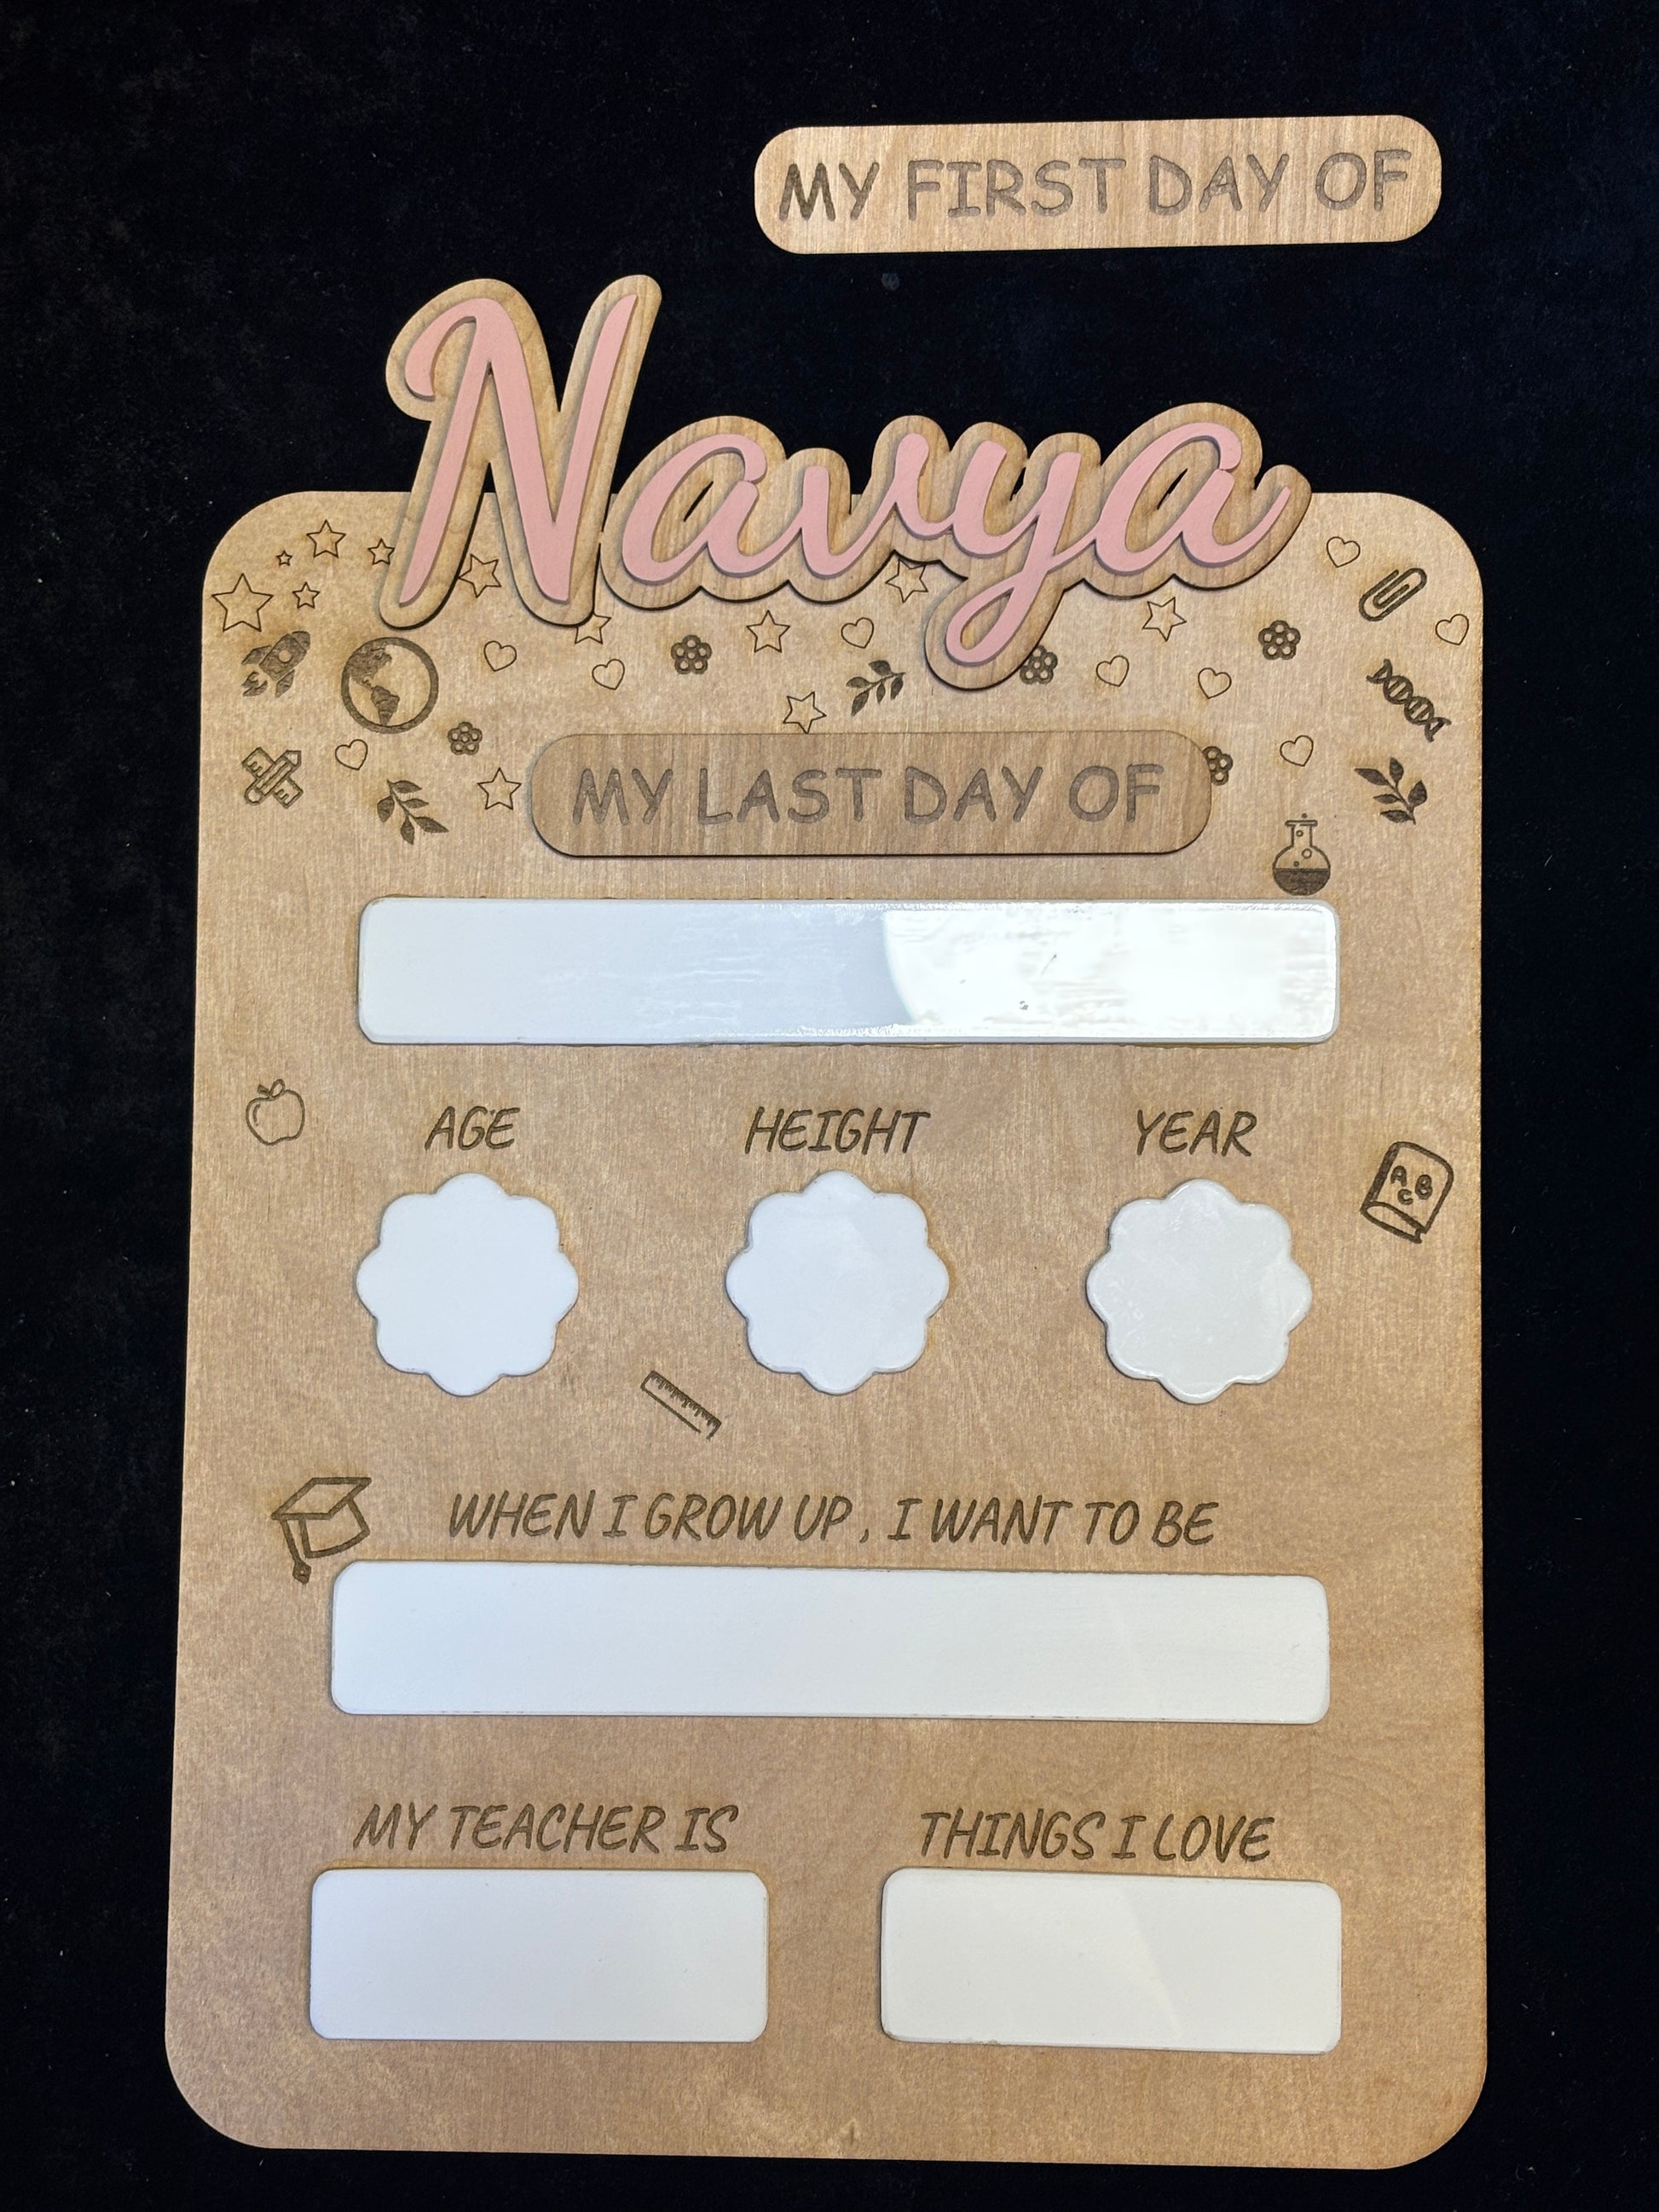 MY FIRST DAY OF
Navya
MY LAST DAY OF
AGE HEIGHT YEAR
A B
C
WHEN I GROW UP, I WANT TO BE
MY TEACHER IS THINGS I LOVE